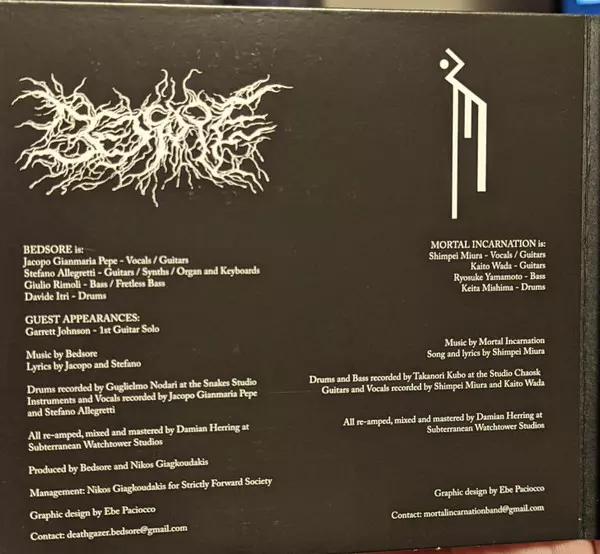 BEDSORE
BEDSORE is:
Jacopo Gianmaria Pepe - Vocals / Guitars
Stefano Allegretti - Guitars / Synths / Organ and Keyboards
Giulio Rimoli - Bass / Fretless Bass
Davide Itri - Drums
GUEST APPEARANCES:
Garrett Johnson - 1st Guitar Solo
Music by Bedsore
Lyrics by Jacopo and Stefano
Drums recorded by Guglielmo Nodari at the Snakes Studio
Instruments and Vocals recorded by Jacopo Gianmaria Pepe
and Stefano Allegretti
All re-amped, mixed and mastered by Damian Herring at
Subterranean Watchtower Studios
Produced by Bedsore and Nikos Giagkoudakis
Management: Nikos Giagkoudakis for Strictly Forward Society
Graphic design by Ebe Paciocco
Contact: deathgazer.bedsore@gmail.com
MORTAL INCARNATION is:
Shimpei Miura - Vocals / Guitars
Kaito Wada - Guitars
Ryosuke Yamamoto - Bass
Keita Mishima - Drums
Music by Mortal Incarnation
Song and lyrics by Shimpei Miura
Drums and Bass recorded by Takanori Kubo at the Studio Chaosk
Guitars and Vocals recorded by Shimpei Miura and Kaito Wada
All re-amped, mixed and mastered by Damian Herring at
Subterranean Watchtower Studios
Graphic design by Ebe Paciocco
Contact: mortalincarnationband@gmail.com